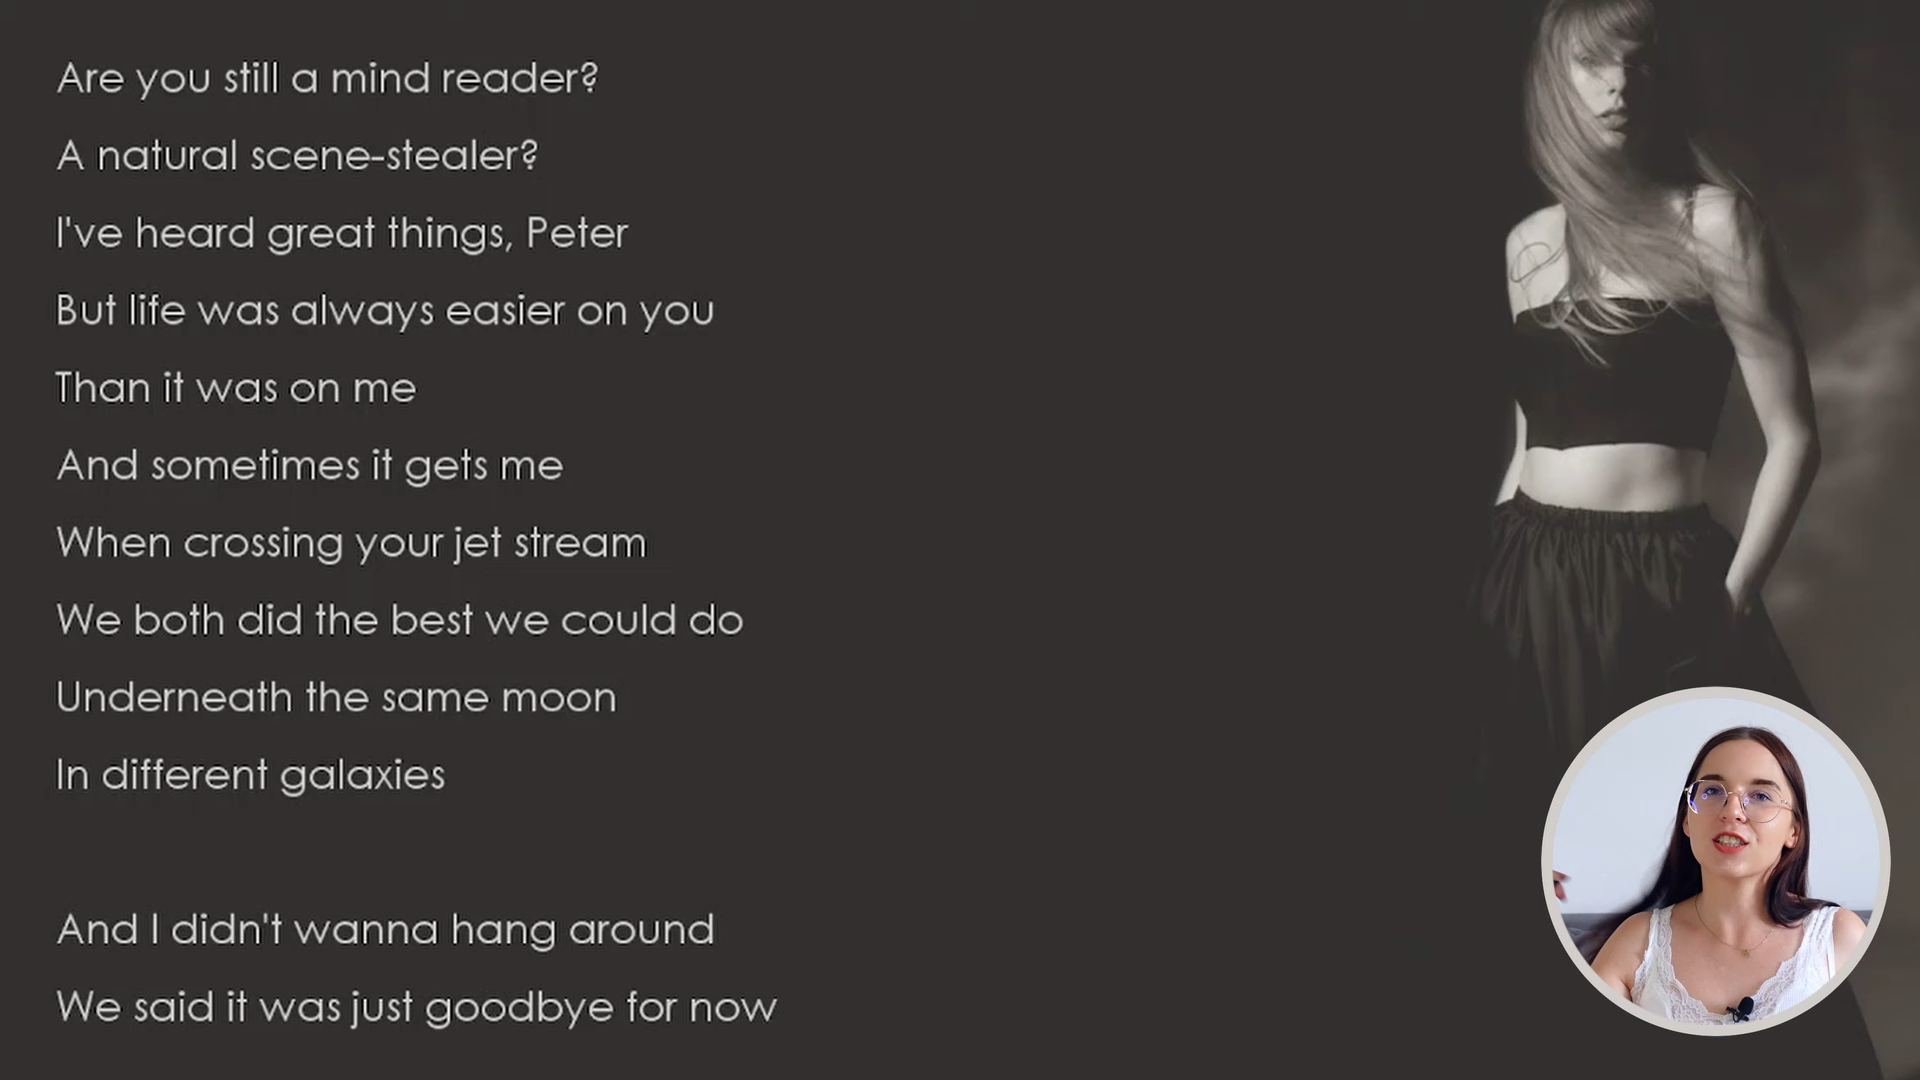 Are you still a mind reader?
A natural scene-stealer?
I've heard great things, Peter
But life was always easier on you
Than it was on me
And sometimes it gets me
When crossing your jet stream
We both did the best we could do
Underneath the same moon
In different galaxies
And I didn't wanna hang around
We said it was just goodbye for now